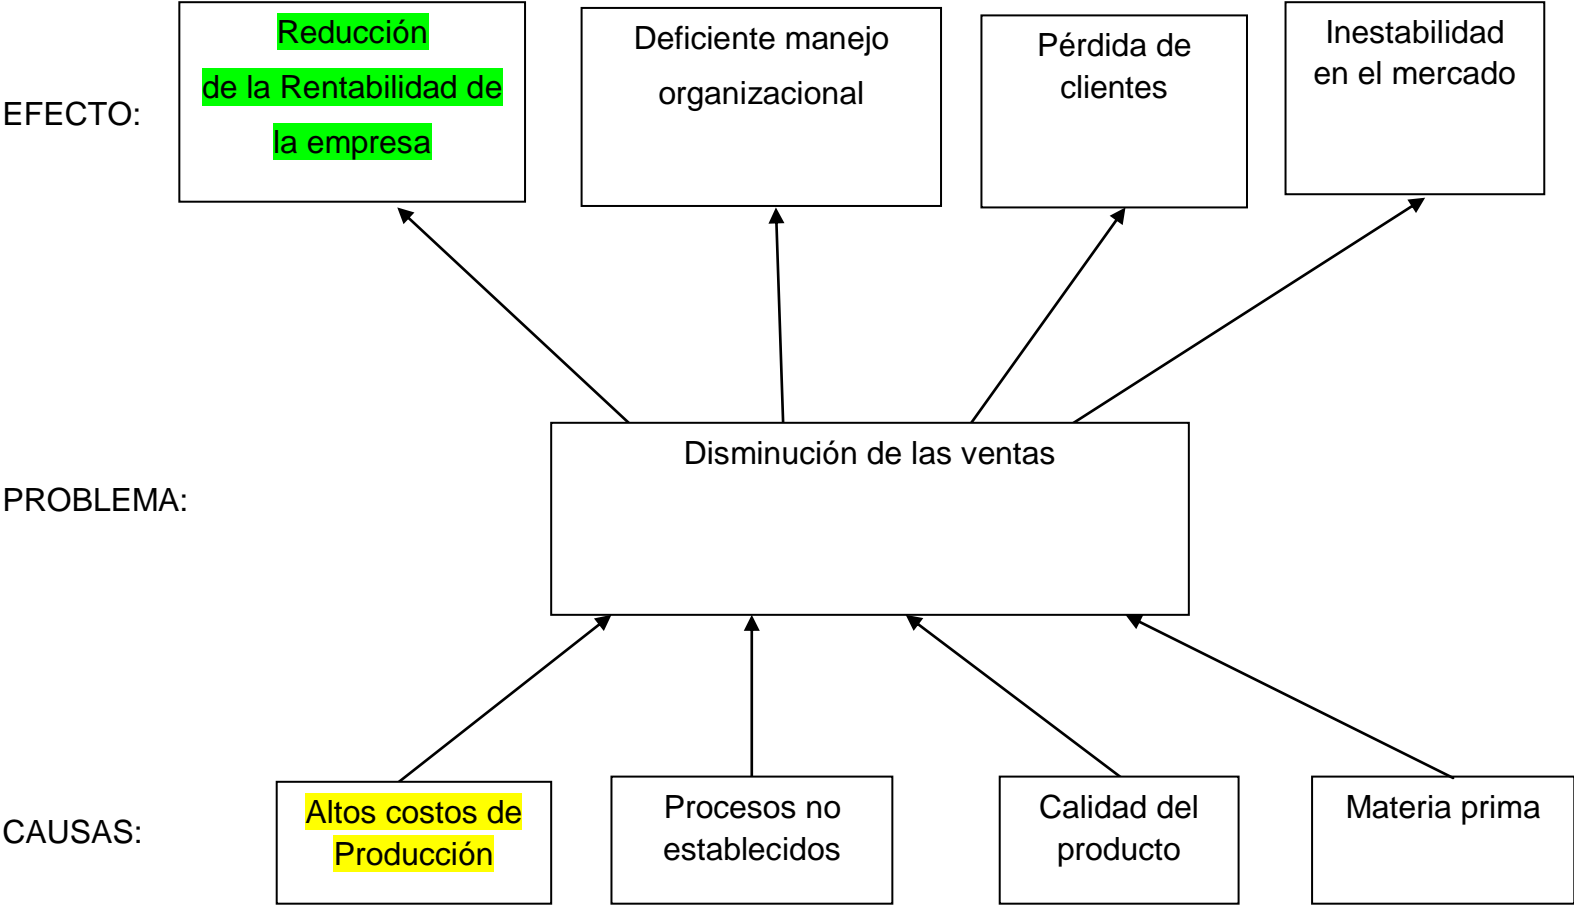 EFECTO:
Reducción
de la Rentabilidad de
la empresa
Deficiente manejo
organizacional
Pérdida de
clientes
Inestabilidad
en el mercado
PROBLEMA:
Disminución de las ventas
CAUSAS:
Altos costos de
Producción
Procesos no
establecidos
Calidad del
producto
Materia prima